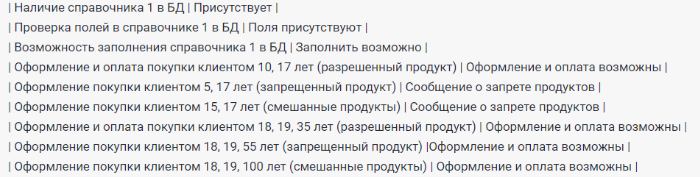 | Наличие справочника 1 в БД | Присутствует |
| Проверка полей в справочнике 1 в БД | Поля присутствуют |
| Возможность заполнения справочника 1 в БД | Заполнить возможно |
| Оформление и оплата покупки клиентом 10, 17 лет (разрешенный продукт) | Оформление и оплата возможны |
| Оформление покупки клиентом 5, 17 лет (запрещенный продукт) | Сообщение о запрете продуктов |
| Оформление покупки клиентом 15, 17 лет (смешанные продукты) | Сообщение о запрете продуктов |
| Оформление и оплата покупки клиентом 18, 19, 35 лет (разрешенный продукт) | Оформление и оплата возможны |
| Оформление покупки клиентом 18, 19, 55 лет (запрещенный продукт) |Оформление и оплата возможны |
| Оформление покупки клиентом 18, 19, 100 лет (смешанные продукты) | Оформление и оплата возможны |